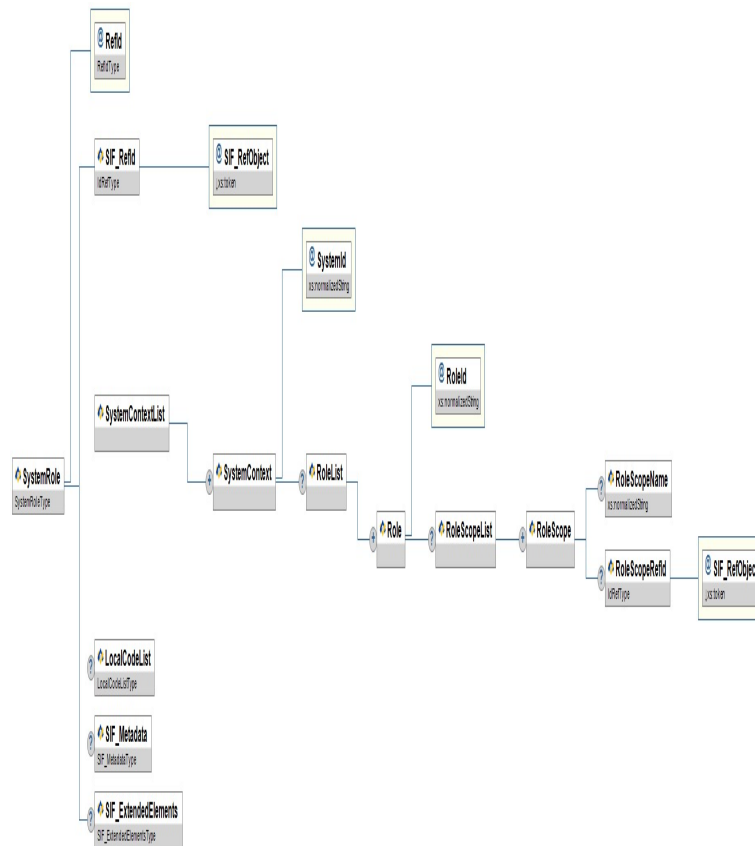 @ RefId
RefIdType
SIF_RefId
IdRefType
@ SIF_RefObject
xs:token
@ SystemId
xs:normalizedString
@ RoleId
xs:normalizedString
SystemContextList
SystemRole
SystemRoleType
+ SystemContext
? RoleList
+ Role
? RoleScopeList
+ RoleScope
? RoleScopeName
xs:normalizedString
? RoleScopeRefId
IdRefType
@ SIF_RefObject
xs:token
? LocalCodeList
LocalCodeListType
? SIF_Metadata
SIF_MetadataType
? SIF_ExtendedElements
SIF_ExtendedElementsType